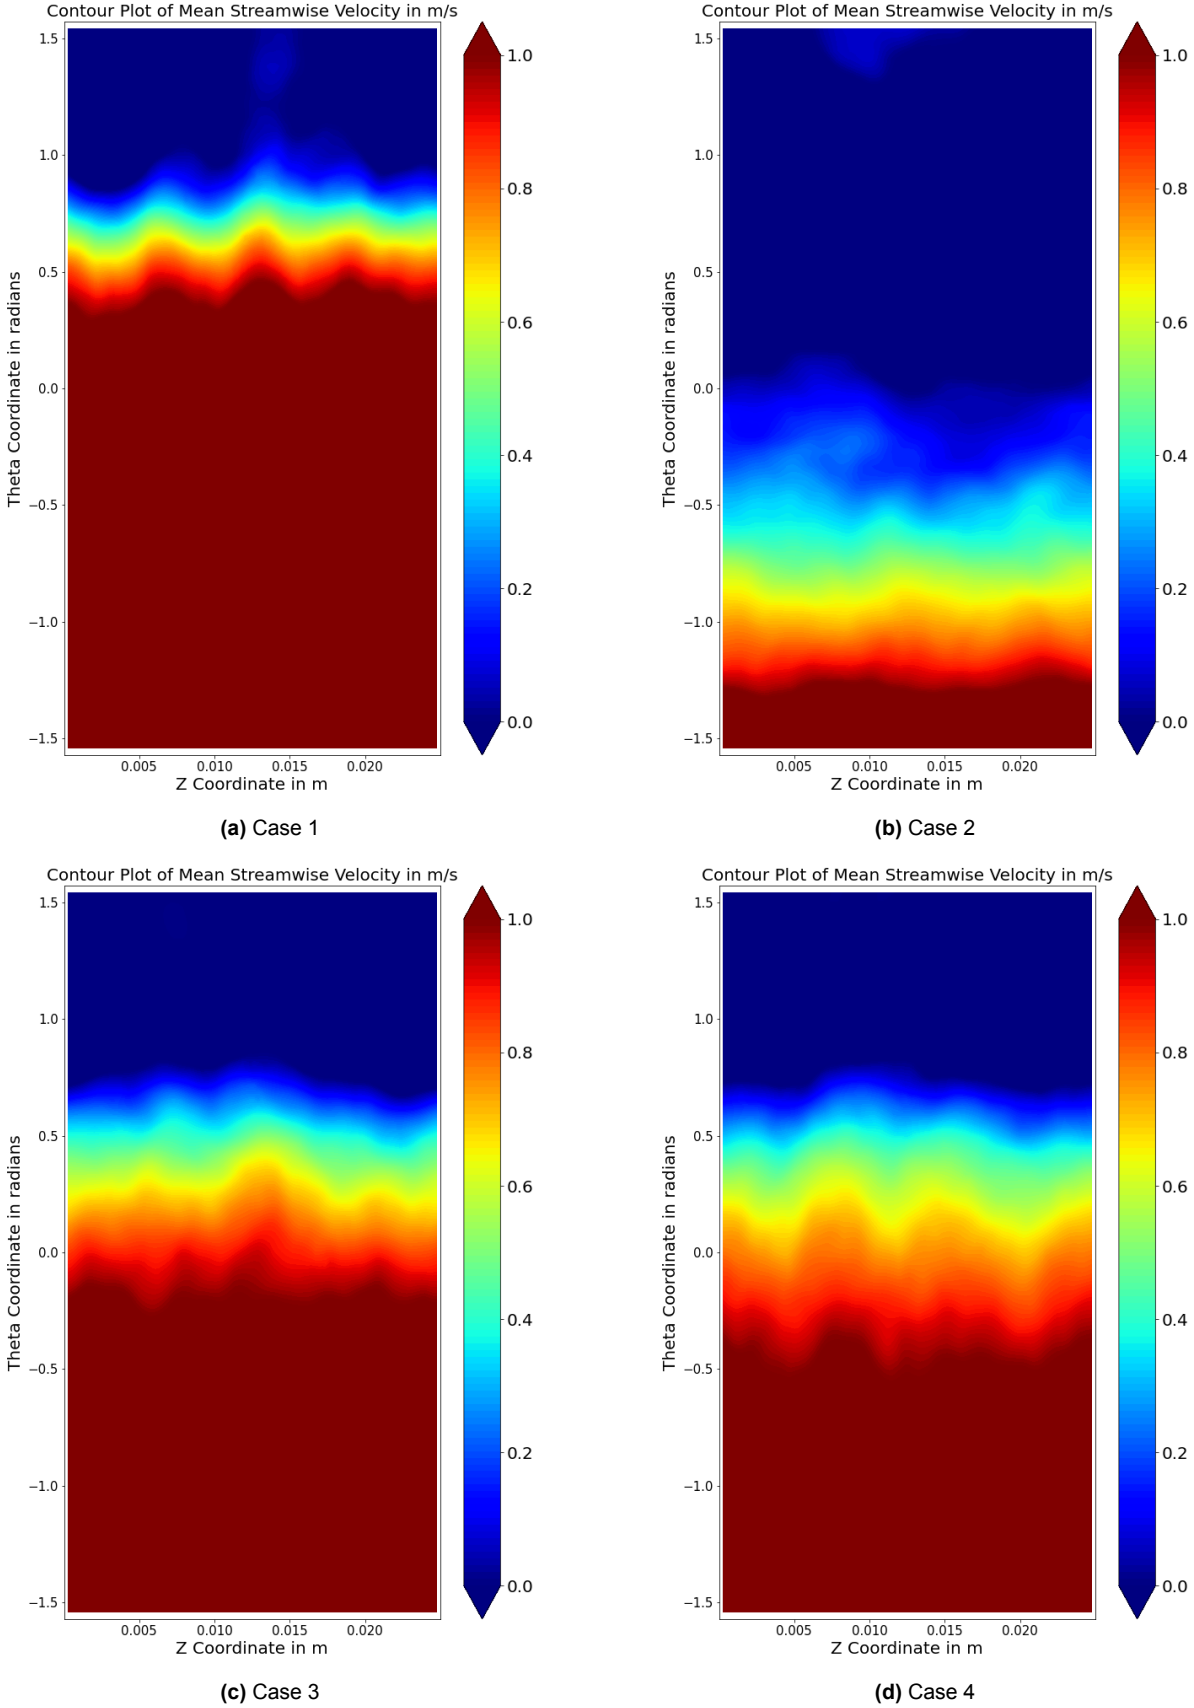 Contour Plot of Mean Streamwise Velocity in m/s
Theta Coordinate in radians
1.5
1.0
0.5
0.0
−0.5
−1.0
−1.5
0.005 0.010 0.015 0.020
Z Coordinate in m
1.0
0.8
0.6
0.4
0.2
0.0
(a) Case 1
Contour Plot of Mean Streamwise Velocity in m/s
Theta Coordinate in radians
1.5
1.0
0.5
0.0
−0.5
−1.0
−1.5
0.005 0.010 0.015 0.020
Z Coordinate in m
1.0
0.8
0.6
0.4
0.2
0.0
(b) Case 2
Contour Plot of Mean Streamwise Velocity in m/s
Theta Coordinate in radians
1.5
1.0
0.5
0.0
−0.5
−1.0
−1.5
0.005 0.010 0.015 0.020
Z Coordinate in m
1.0
0.8
0.6
0.4
0.2
0.0
(c) Case 3
Contour Plot of Mean Streamwise Velocity in m/s
Theta Coordinate in radians
1.5
1.0
0.5
0.0
−0.5
−1.0
−1.5
0.005 0.010 0.015 0.020
Z Coordinate in m
1.0
0.8
0.6
0.4
0.2
0.0
(d) Case 4